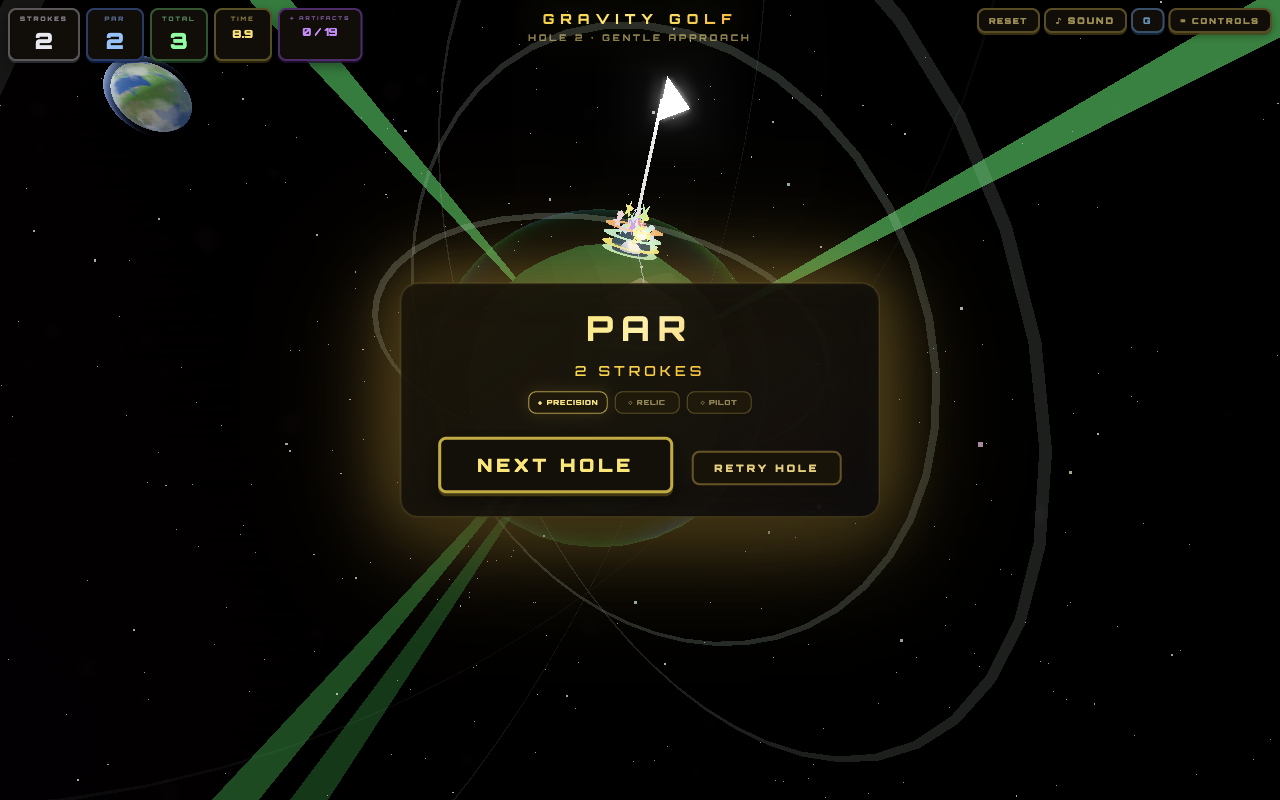 STROKES
2
PAR
2
TOTAL
3
TIME
8.9
ARTIFACTS
0 / 19
GRAVITY GOLF
HOLE 2 · GENTLE APPROACH
RESET
♪ SOUND
G
CONTROLS
PAR
2 STROKES
PRECISION
RELIC
PILOT
NEXT HOLE
RETRY HOLE